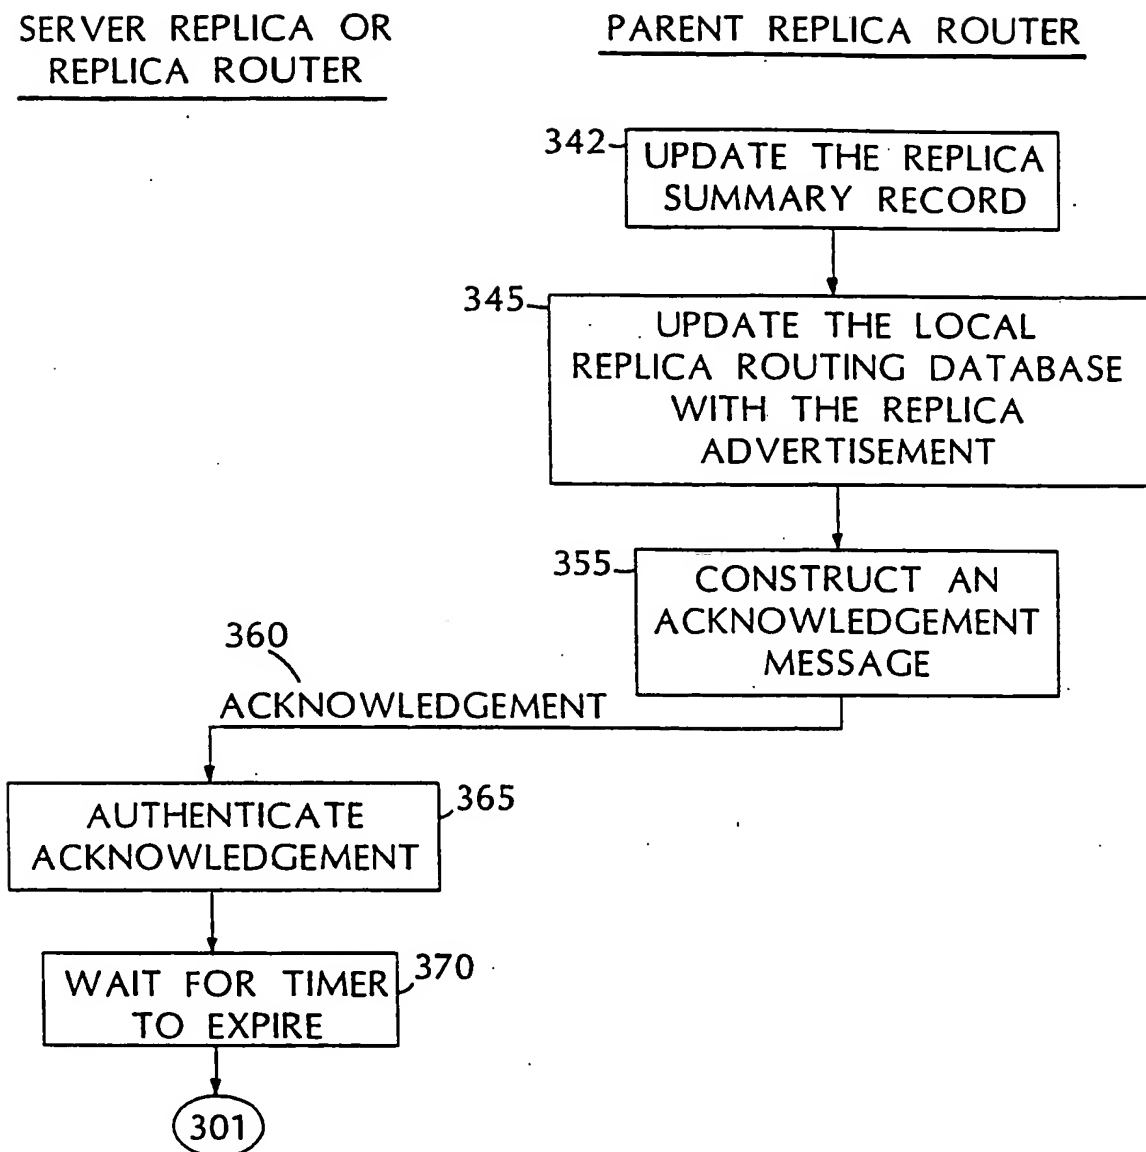 SERVER REPLICA OR
REPLICA ROUTER
PARENT REPLICA ROUTER
342
UPDATE THE REPLICA
SUMMARY RECORD
345
UPDATE THE LOCAL
REPLICA ROUTING DATABASE
WITH THE REPLICA
ADVERTISEMENT
355
CONSTRUCT AN
ACKNOWLEDGEMENT
MESSAGE
360
ACKNOWLEDGEMENT
AUTHENTICATE
ACKNOWLEDGEMENT
365
WAIT FOR TIMER
TO EXPIRE
370
301